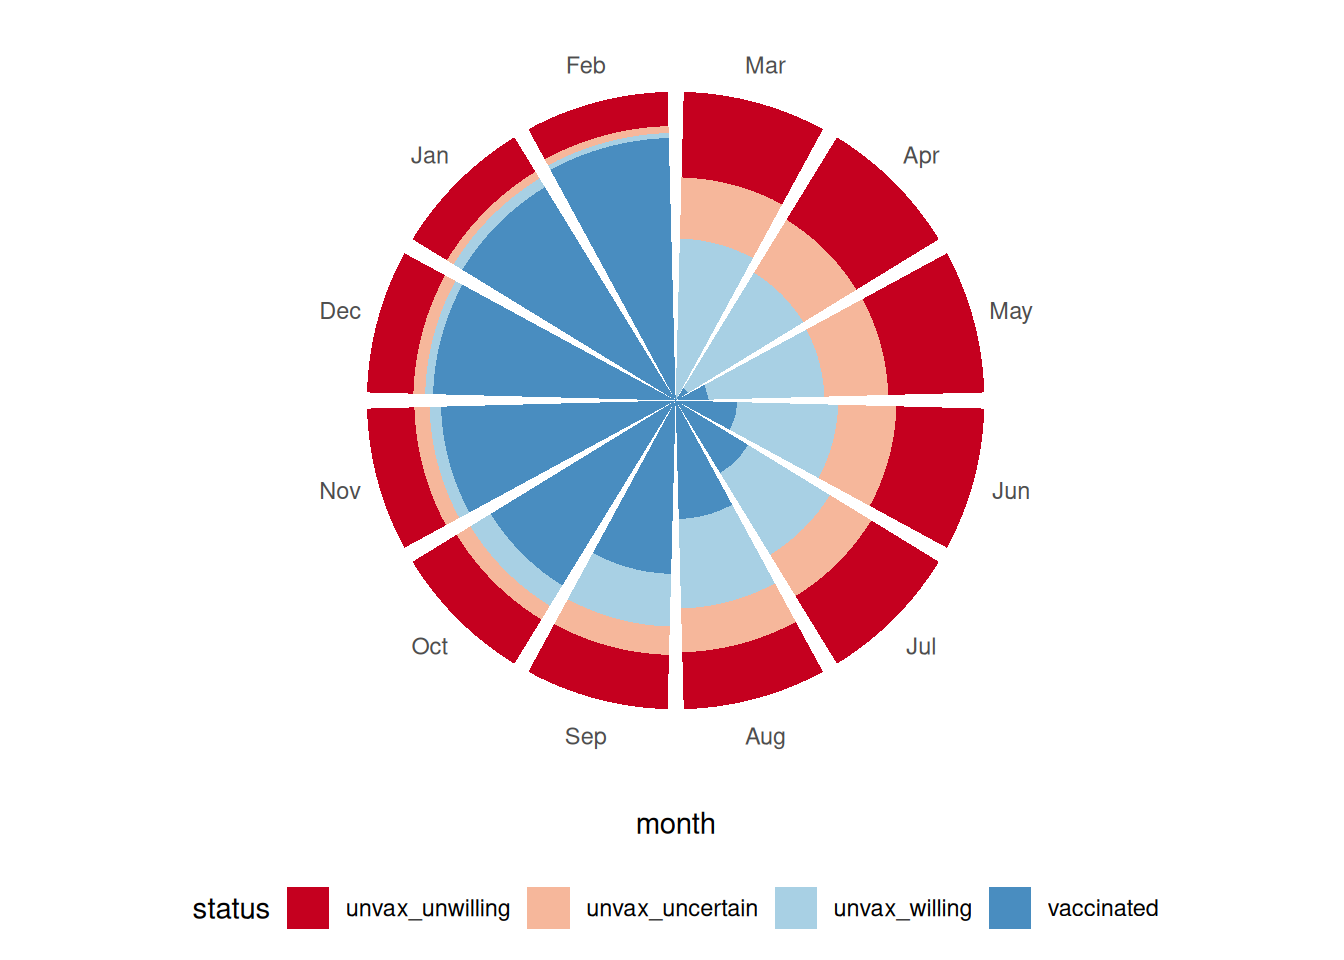 Feb Mar
Jan Apr
Dec May
Nov Jun
Oct Jul
Sep Aug
month
status unvax_unwilling unvax_uncertain unvax_willing vaccinated